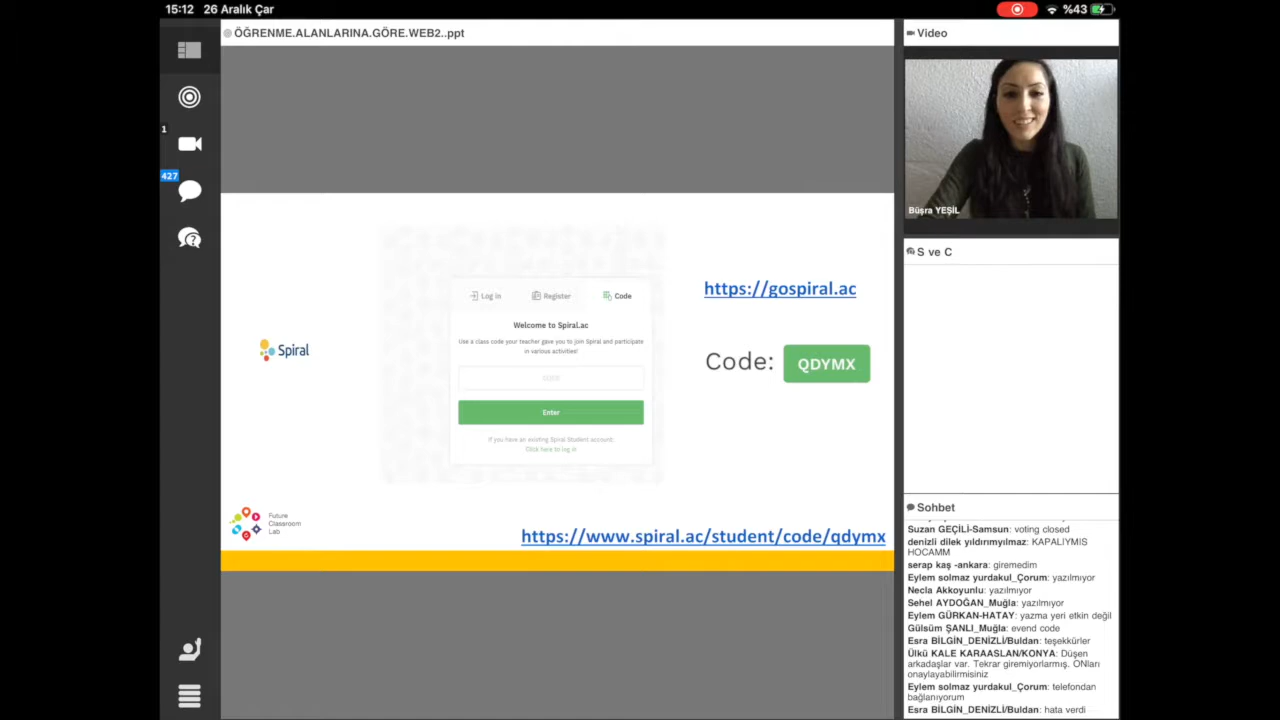 15:12 26 Aralık Çar
%43
ÖĞRENME.ALANLARINA.GÖRE.WEB2..ppt
Video
1
427
Büşra YEŞİL
S ve C
Log in
Register
Code
Welcome to Spiral.ac
Use a class code your teacher gave you to join Spiral and participate
in various activities!
CODE
Enter
If you have an existing Spiral Student account:
Click here to log in
Spiral
https://gospiral.ac
Code: QDYMX
Future
Classroom
Lab
https://www.spiral.ac/student/code/qdymx
Sohbet
Suzan GEÇİLİ-Samsun: voting closed
denizli dilek yıldırımyılmaz: KAPALIYMIS
HOCAMM
serap kaş -ankara: giremedim
Eylem solmaz yurdakul_Çorum: yazılmıyor
Necla Akkoyunlu: yazılmıyor
Sehel AYDOĞAN_Muğla: yazılmıyor
Eylem GÜRKAN-HATAY: yazma yeri etkin değil
Gülsüm ŞANLI_Muğla: evend code
Esra BİLGİN_DENİZLİ/Buldan: teşekkürler
Ülkü KALE KARAASLAN/KONYA: Düşen
arkadaşlar var. Tekrar giremiyorlarmış. ONları
onaylayabilirmisiniz
Eylem solmaz yurdakul_Çorum: telefondan
bağlanıyorum
Esra BİLGİN_DENİZLİ/Buldan: hata verdi